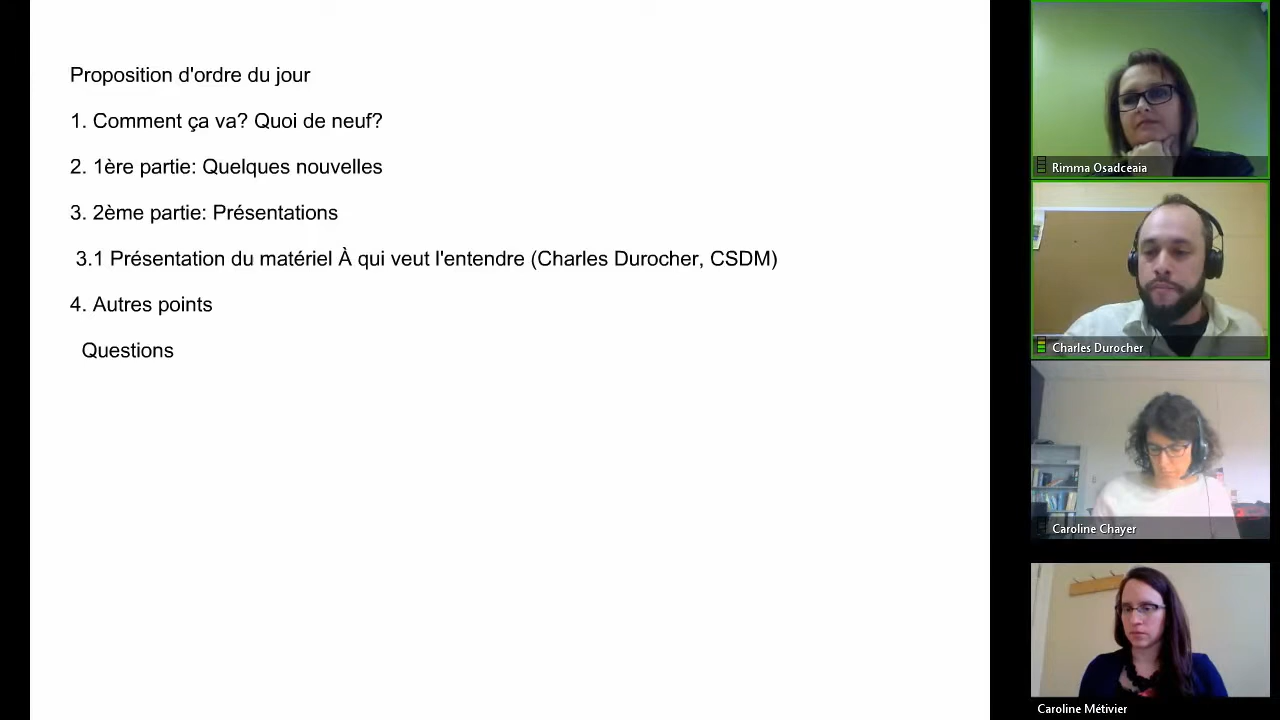 Proposition d'ordre du jour
1. Comment ça va? Quoi de neuf?
2. 1ère partie: Quelques nouvelles
3. 2ème partie: Présentations
3.1 Présentation du matériel À qui veut l'entendre (Charles Durocher, CSDM)
4. Autres points
Questions
Rimma Osadceaia
Charles Durocher
Caroline Chayer
Caroline Métivier